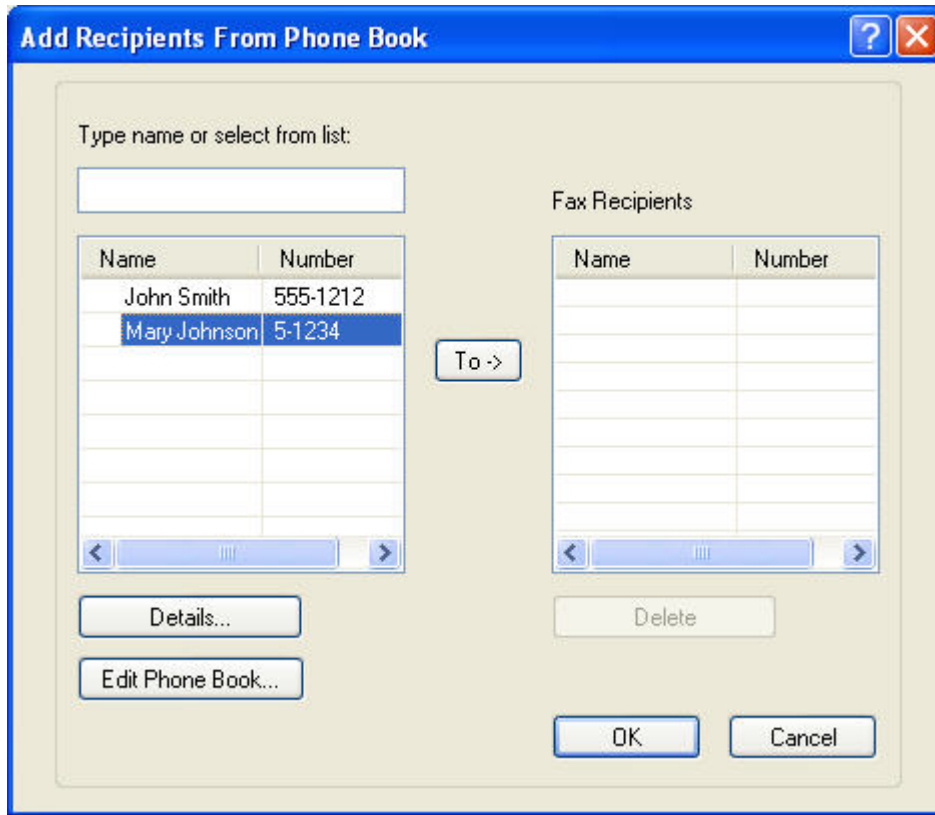 Add Recipients From Phone Book
Type name or select from list:
Fax Recipients
Name Number
John Smith 555-1212
Mary Johnson 5-1234
To ->
Name Number
Details...
Delete
Edit Phone Book...
OK
Cancel